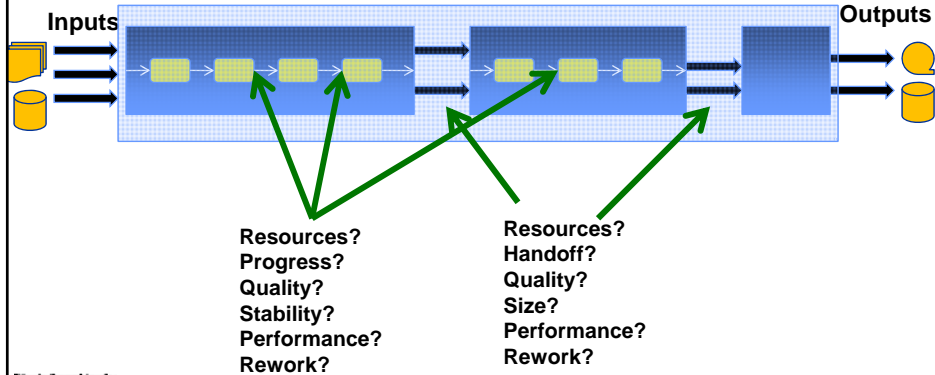 Inputs
Outputs
Resources?
Progress?
Quality?
Stability?
Performance?
Rework?
Resources?
Handoff?
Quality?
Size?
Performance?
Rework?